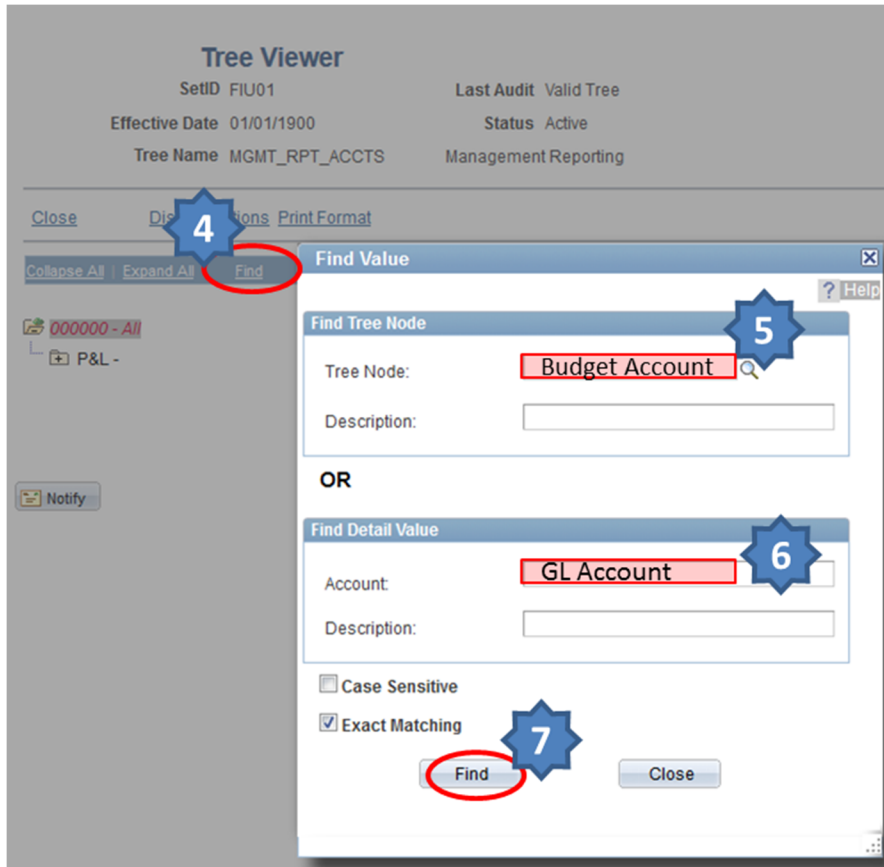 Tree Viewer
SetID FIU01 Last Audit Valid Tree
Effective Date 01/01/1900 Status Active
Tree Name MGMT_RPT_ACCTS Management Reporting
Close Dis 4 tions Print Format
Collapse All | Expand All Find
000000 - All
P&L -
Notify
Find Value
? Help
Find Tree Node
5
Tree Node: Budget Account
Description:
OR
Find Detail Value
6
Account: GL Account
Description:
Case Sensitive
Exact Matching
7
Find Close